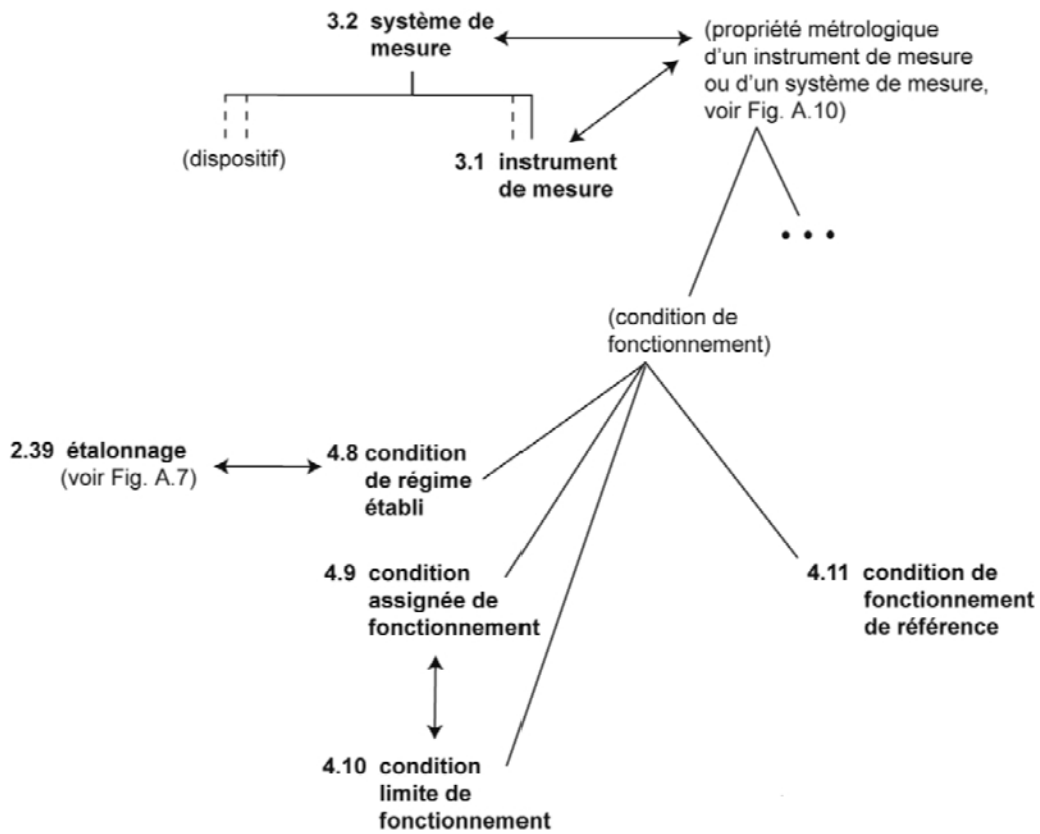 3.2 système de
mesure
(propriété métrologique
d'un instrument de mesure
ou d'un système de mesure,
voir Fig. A.10)
(dispositif)
3.1 instrument
de mesure
• • •
(condition de
fonctionnement)
2.39 étalonnage
(voir Fig. A.7)
4.8 condition
de régime
établi
4.9 condition
assignée de
fonctionnement
4.11 condition de
fonctionnement
de référence
4.10 condition
limite de
fonctionnement